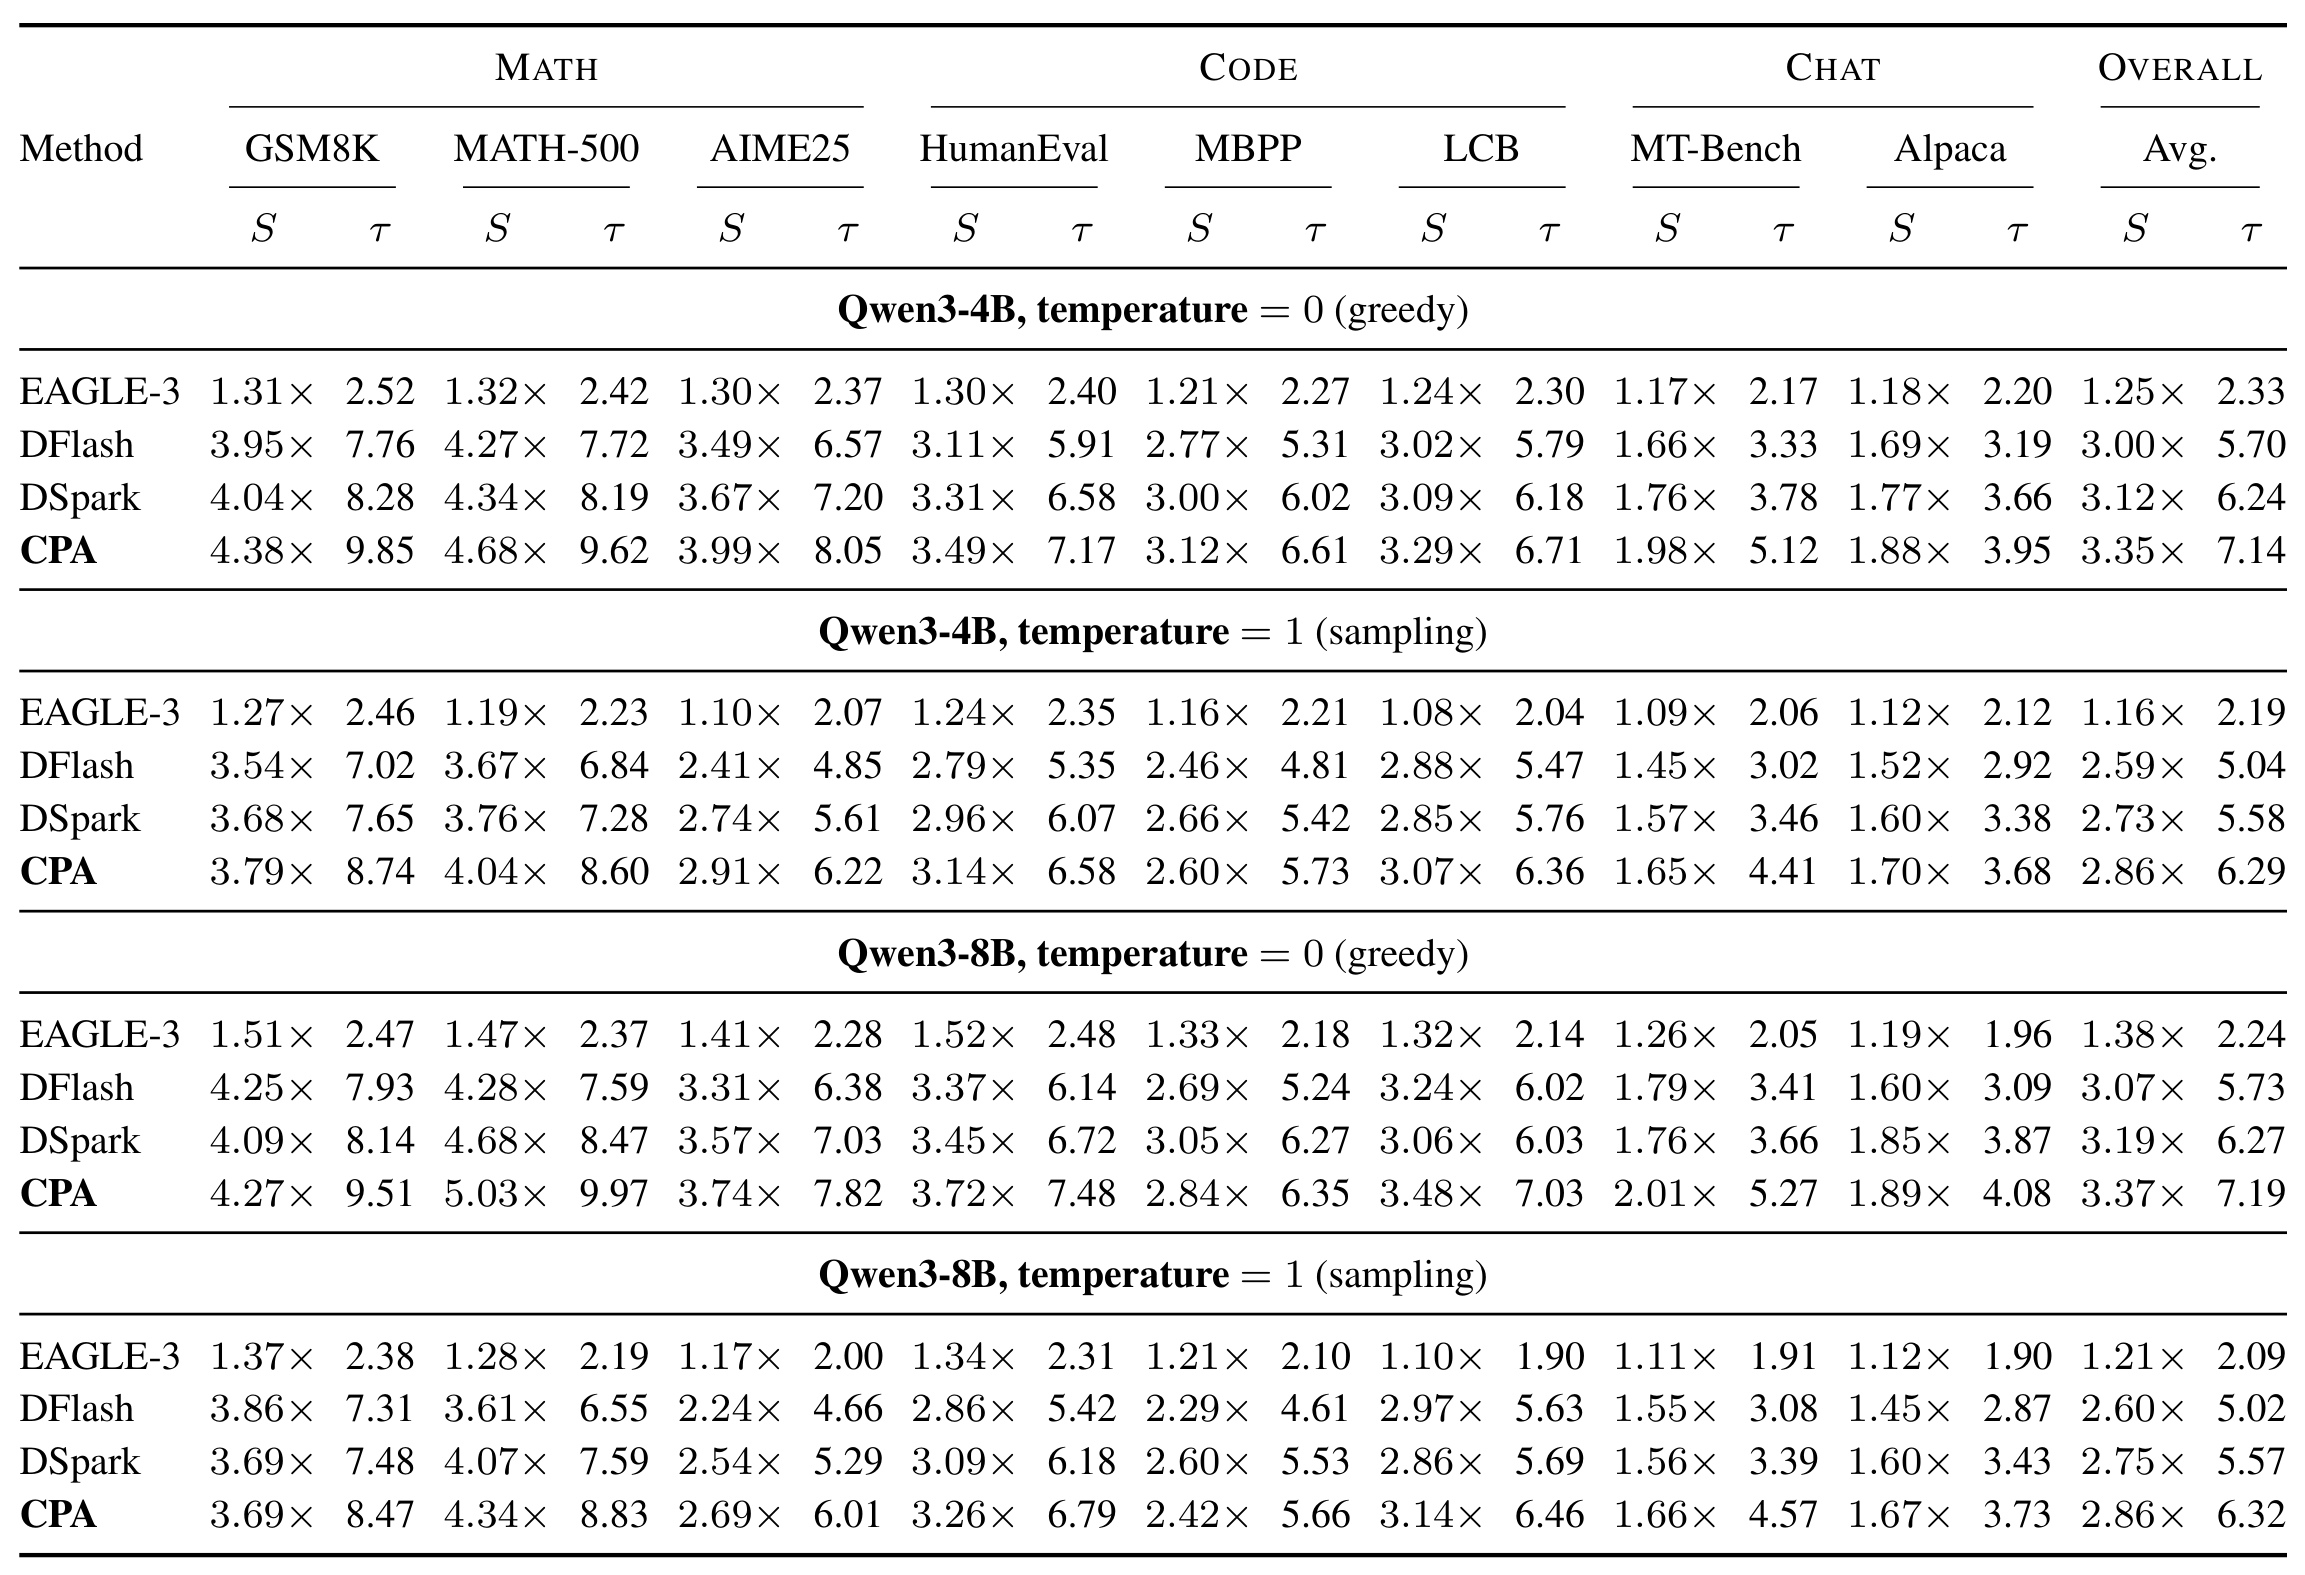 MATH CODE CHAT OVERALL
Method GSM8K MATH-500 AIME25 HumanEval MBPP LCB MT-Bench Alpaca Avg.
S τ S τ S τ S τ S τ S τ S τ S τ S τ
Qwen3-4B, temperature = 0 (greedy)
EAGLE-3 1.31× 2.52 1.32× 2.42 1.30× 2.37 1.30× 2.40 1.21× 2.27 1.24× 2.30 1.17× 2.17 1.18× 2.20 1.25× 2.33
DFlash 3.95× 7.76 4.27× 7.72 3.49× 6.57 3.11× 5.91 2.77× 5.31 3.02× 5.79 1.66× 3.33 1.69× 3.19 3.00× 5.70
DSpark 4.04× 8.28 4.34× 8.19 3.67× 7.20 3.31× 6.58 3.00× 6.02 3.09× 6.18 1.76× 3.78 1.77× 3.66 3.12× 6.24
CPA 4.38× 9.85 4.68× 9.62 3.99× 8.05 3.49× 7.17 3.12× 6.61 3.29× 6.71 1.98× 5.12 1.88× 3.95 3.35× 7.14
Qwen3-4B, temperature = 1 (sampling)
EAGLE-3 1.27× 2.46 1.19× 2.23 1.10× 2.07 1.24× 2.35 1.16× 2.21 1.08× 2.04 1.09× 2.06 1.12× 2.12 1.16× 2.19
DFlash 3.54× 7.02 3.67× 6.84 2.41× 4.85 2.79× 5.35 2.46× 4.81 2.88× 5.47 1.45× 3.02 1.52× 2.92 2.59× 5.04
DSpark 3.68× 7.65 3.76× 7.28 2.74× 5.61 2.96× 6.07 2.66× 5.42 2.85× 5.76 1.57× 3.46 1.60× 3.38 2.73× 5.58
CPA 3.79× 8.74 4.04× 8.60 2.91× 6.22 3.14× 6.58 2.60× 5.73 3.07× 6.36 1.65× 4.41 1.70× 3.68 2.86× 6.29
Qwen3-8B, temperature = 0 (greedy)
EAGLE-3 1.51× 2.47 1.47× 2.37 1.41× 2.28 1.52× 2.48 1.33× 2.18 1.32× 2.14 1.26× 2.05 1.19× 1.96 1.38× 2.24
DFlash 4.25× 7.93 4.28× 7.59 3.31× 6.38 3.37× 6.14 2.69× 5.24 3.24× 6.02 1.79× 3.41 1.60× 3.09 3.07× 5.73
DSpark 4.09× 8.14 4.68× 8.47 3.57× 7.03 3.45× 6.72 3.05× 6.27 3.06× 6.03 1.76× 3.66 1.85× 3.87 3.19× 6.27
CPA 4.27× 9.51 5.03× 9.97 3.74× 7.82 3.72× 7.48 2.84× 6.35 3.48× 7.03 2.01× 5.27 1.89× 4.08 3.37× 7.19
Qwen3-8B, temperature = 1 (sampling)
EAGLE-3 1.37× 2.38 1.28× 2.19 1.17× 2.00 1.34× 2.31 1.21× 2.10 1.10× 1.90 1.11× 1.91 1.12× 1.90 1.21× 2.09
DFlash 3.86× 7.31 3.61× 6.55 2.24× 4.66 2.86× 5.42 2.29× 4.61 2.97× 5.63 1.55× 3.08 1.45× 2.87 2.60× 5.02
DSpark 3.69× 7.48 4.07× 7.59 2.54× 5.29 3.09× 6.18 2.60× 5.53 2.86× 5.69 1.56× 3.39 1.60× 3.43 2.75× 5.57
CPA 3.69× 8.47 4.34× 8.83 2.69× 6.01 3.26× 6.79 2.42× 5.66 3.14× 6.46 1.66× 4.57 1.67× 3.73 2.86× 6.32